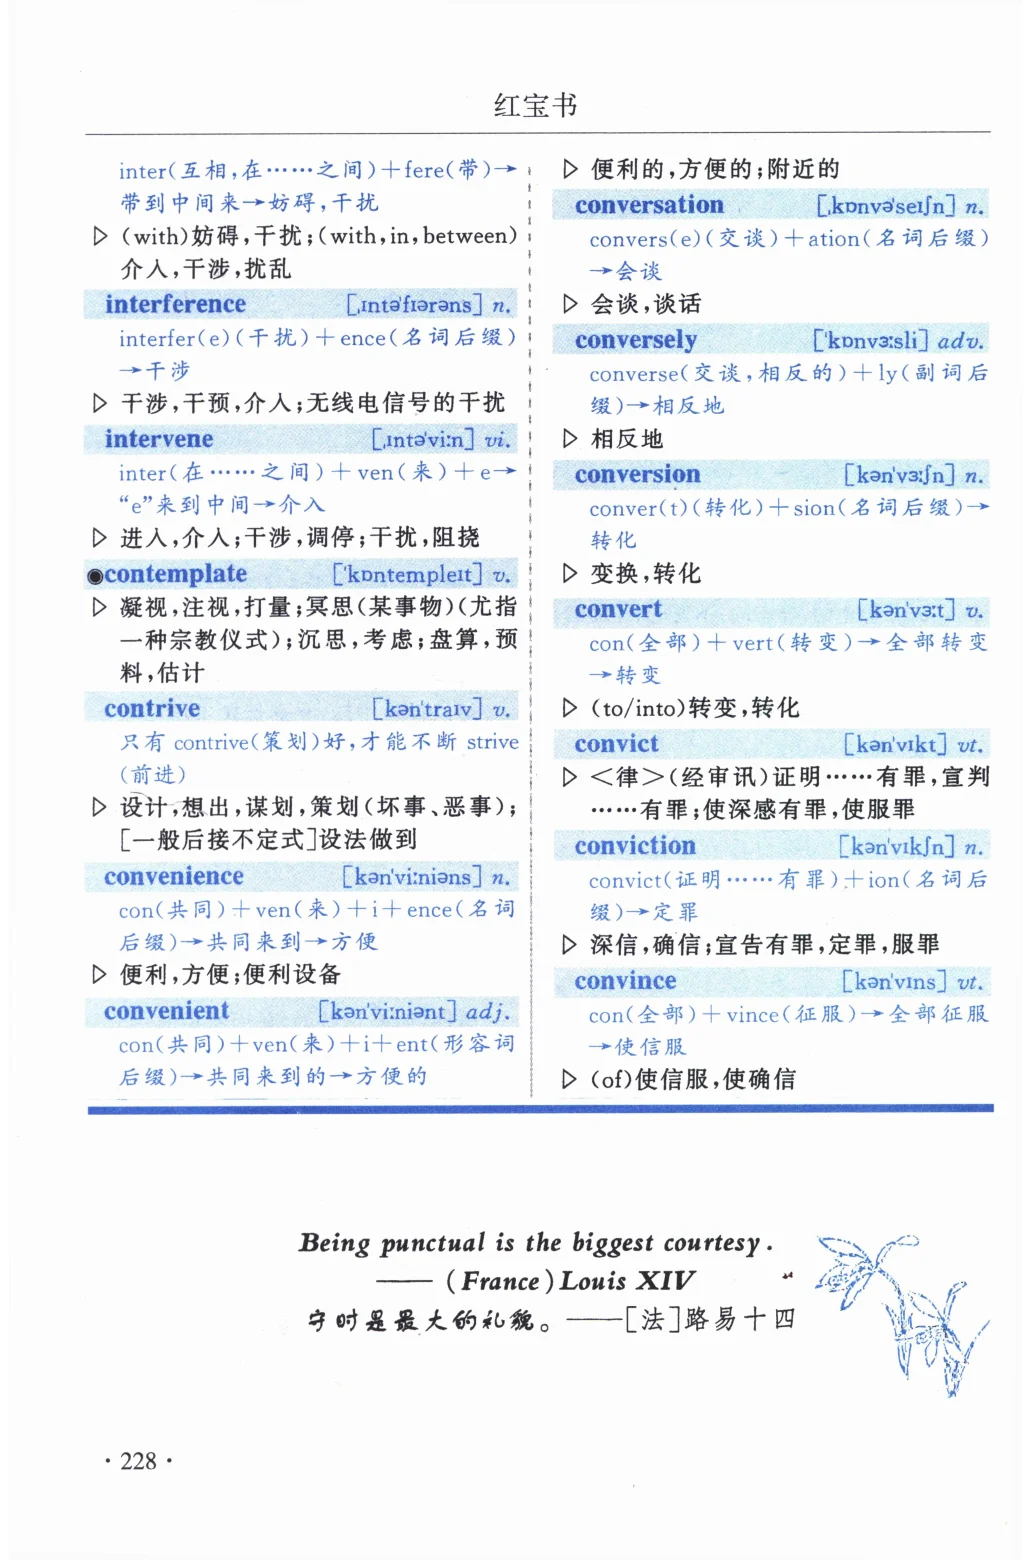 红宝书
inter(互相,在……之间)+fere(带)→
带到中间来→妨碍,干扰
▷ (with)妨碍,干扰;(with,in,between)
介入,干涉,扰乱
interference [ˌɪntəˈfɪərəns] n.
interfer(e)(干扰)+ence(名词后缀)
→干涉
▷ 干涉,干预,介入;无线电信号的干扰
intervene [ˌɪntəˈviːn] vi.
inter(在……之间)+ven(来)+e→
“e”来到中间→介入
▷ 进入,介入;干涉,调停;干扰,阻挠
●contemplate [ˈkɒntempleɪt] v.
▷ 凝视,注视,打量;冥思(某事物)(尤指
一种宗教仪式);沉思,考虑;盘算,预
料,估计
contrive [kənˈtraɪv] v.
只有 contrive(策划)好,才能不断 strive
(前进)
▷ 设计,想出,谋划,策划(坏事、恶事);
[一般后接不定式]设法做到
convenience [kənˈviːniəns] n.
con(共同)+ven(来)+i+ence(名词
后缀)→共同来到→方便
▷ 便利,方便;便利设备
convenient [kənˈviːniənt] adj.
con(共同)+ven(来)+i+ent(形容词
后缀)→共同来到的→方便的
▷ 便利的,方便的;附近的
conversation [ˌkɒnvəˈseɪʃn] n.
convers(e)(交谈)+ation(名词后缀)
→会谈
▷ 会谈,谈话
conversely [ˈkɒnvɜːsli] adv.
converse(交谈,相反的)+ly(副词后
缀)→相反地
▷ 相反地
conversion [kənˈvɜːʃn] n.
conver(t)(转化)+sion(名词后缀)→
转化
▷ 变换,转化
convert [kənˈvɜːt] v.
con(全部)+vert(转变)→全部转变
→转变
▷ (to/into)转变,转化
convict [kənˈvɪkt] vt.
▷ <律>(经审讯)证明……有罪,宣判
……有罪;使深感有罪,使服罪
conviction [kənˈvɪkʃn] n.
convict(证明……有罪)+ion(名词后
缀)→定罪
▷ 深信,确信;宣告有罪,定罪,服罪
convince [kənˈvɪns] vt.
con(全部)+vince(征服)→全部征服
→使信服
▷ (of)使信服,使确信
Being punctual is the biggest courtesy.
——(France)Louis XIV
守时是最大的礼貌。——[法]路易十四
·228·